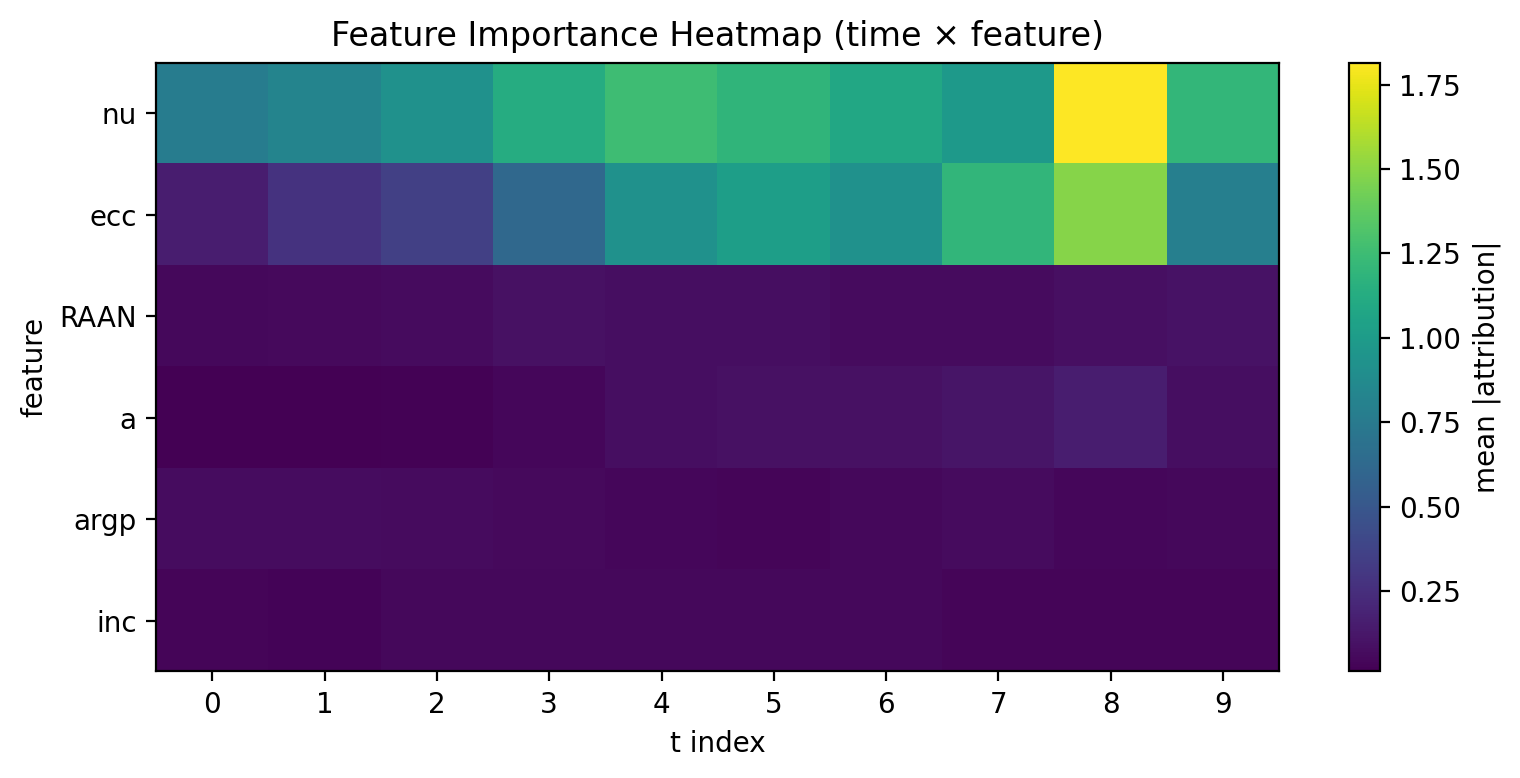 Feature Importance Heatmap (time × feature)
feature
nu
ecc
RAAN
a
argp
inc
0 1 2 3 4 5 6 7 8 9
t index
1.75
1.50
1.25
1.00
0.75
0.50
0.25
mean |attribution|